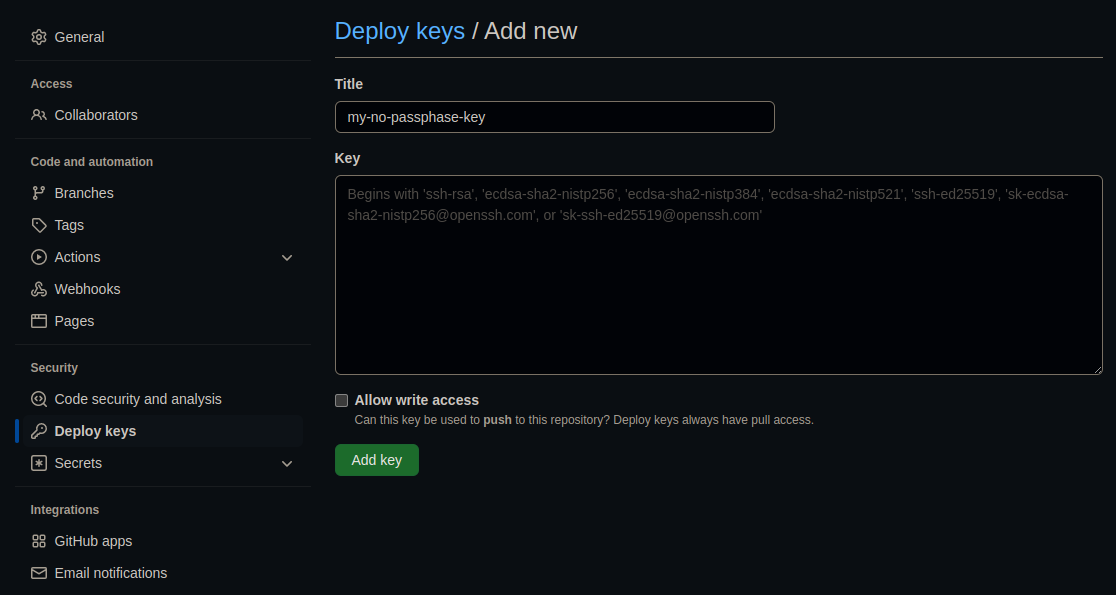 General
Access
Collaborators
Code and automation
Branches
Tags
Actions
Webhooks
Pages
Security
Code security and analysis
Deploy keys
Secrets
Integrations
GitHub apps
Email notifications
Deploy keys / Add new
Title
my-no-passphase-key
Key
Begins with 'ssh-rsa', 'ecdsa-sha2-nistp256', 'ecdsa-sha2-nistp384', 'ecdsa-sha2-nistp521', 'ssh-ed25519', 'sk-ecdsa-
sha2-nistp256@openssh.com', or 'sk-ssh-ed25519@openssh.com'
Allow write access
Can this key be used to push to this repository? Deploy keys always have pull access.
Add key